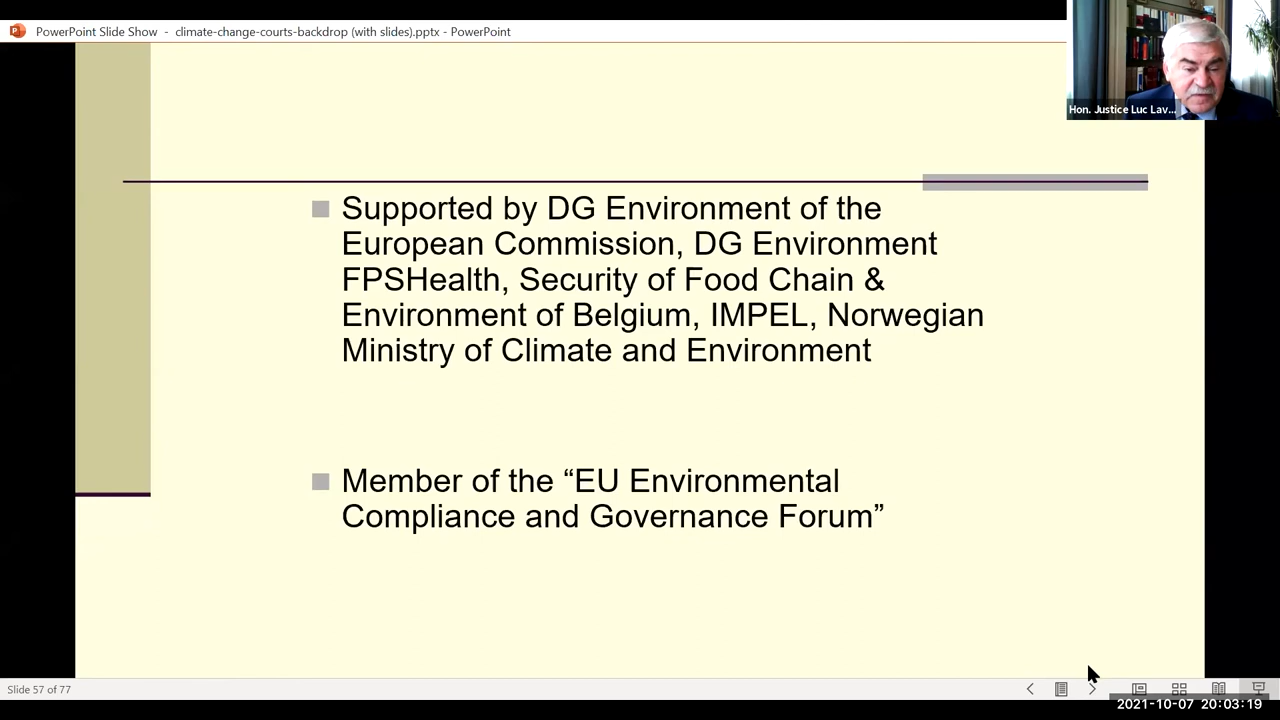 PowerPoint Slide Show - climate-change-courts-backdrop (with slides).pptx - PowerPoint
Hon. Justice Luc Lav...
Supported by DG Environment of the
European Commission, DG Environment
FPSHealth, Security of Food Chain &
Environment of Belgium, IMPEL, Norwegian
Ministry of Climate and Environment
Member of the “EU Environmental
Compliance and Governance Forum”
Slide 57 of 77
2021-10-07 20:03:19